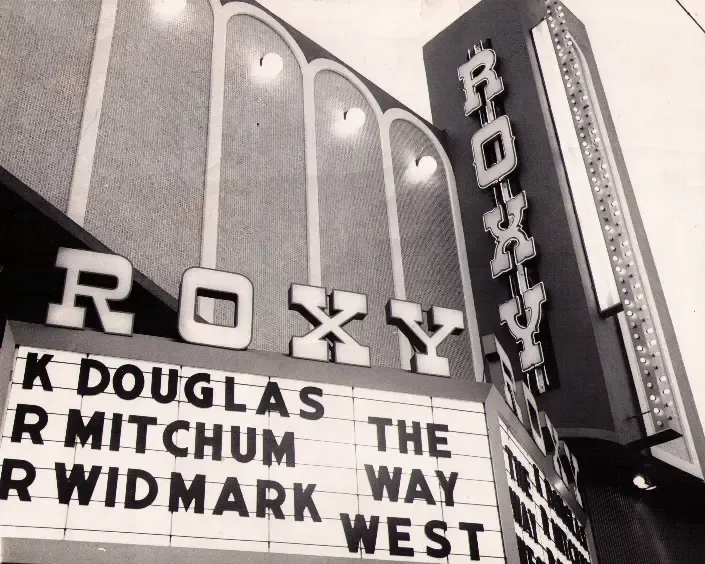 ROXY
ROXY
K DOUGLAS
R MITCHUM THE
R WIDMARK WAY
WEST